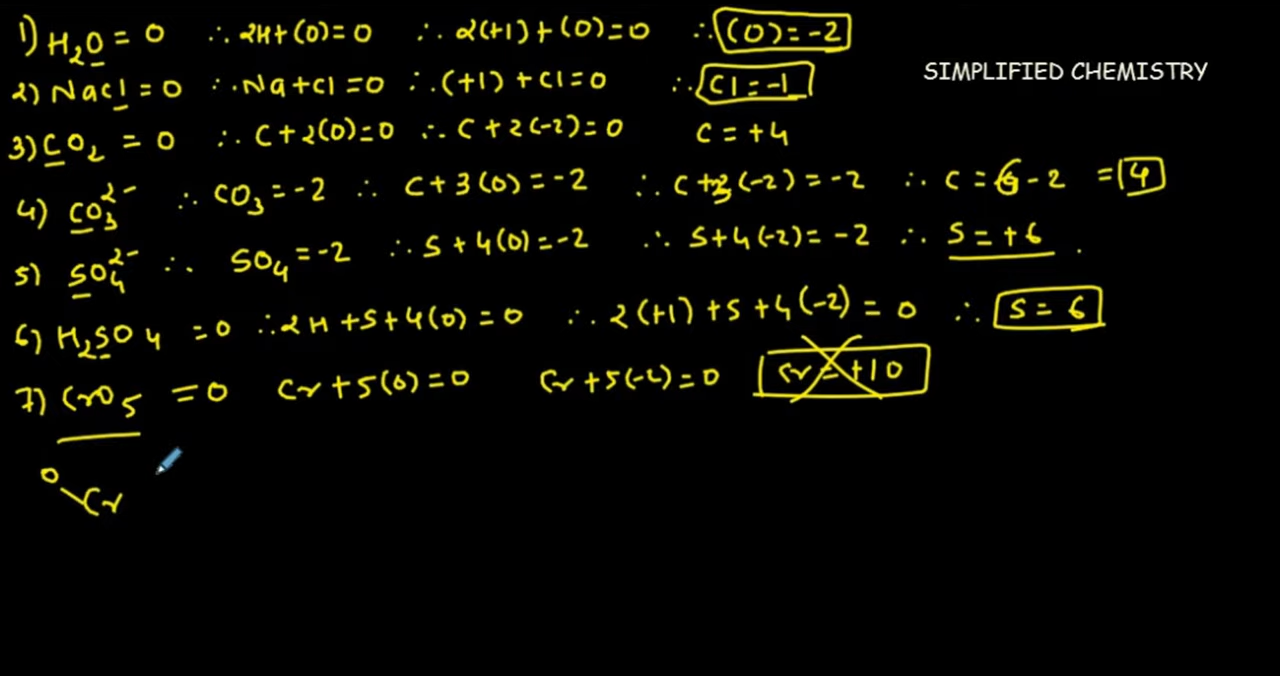 1) H₂O = 0 ∴ 2H + (O) = 0 ∴ 2(+1) + (O) = 0 ∴ (O) = -2
SIMPLIFIED CHEMISTRY
2) NaCl = 0 ∴ Na + Cl = 0 ∴ (+1) + Cl = 0 ∴ Cl = -1
3) CO₂ = 0 ∴ C + 2(O) = 0 ∴ C + 2(-2) = 0 C = +4
4) CO₃²⁻ ∴ CO₃ = -2 ∴ C + 3(O) = -2 ∴ C + 3(-2) = -2 ∴ C = 6 - 2 = 4
5) SO₄²⁻ ∴ SO₄ = -2 ∴ S + 4(O) = -2 ∴ S + 4(-2) = -2 ∴ S = +6
6) H₂SO₄ = 0 ∴ 2H + S + 4(O) = 0 ∴ 2(+1) + S + 4(-2) = 0 ∴ S = 6
7) CrO₅ = 0 Cr + 5(O) = 0 Cr + 5(-2) = 0 Cr = +10
O
Cr